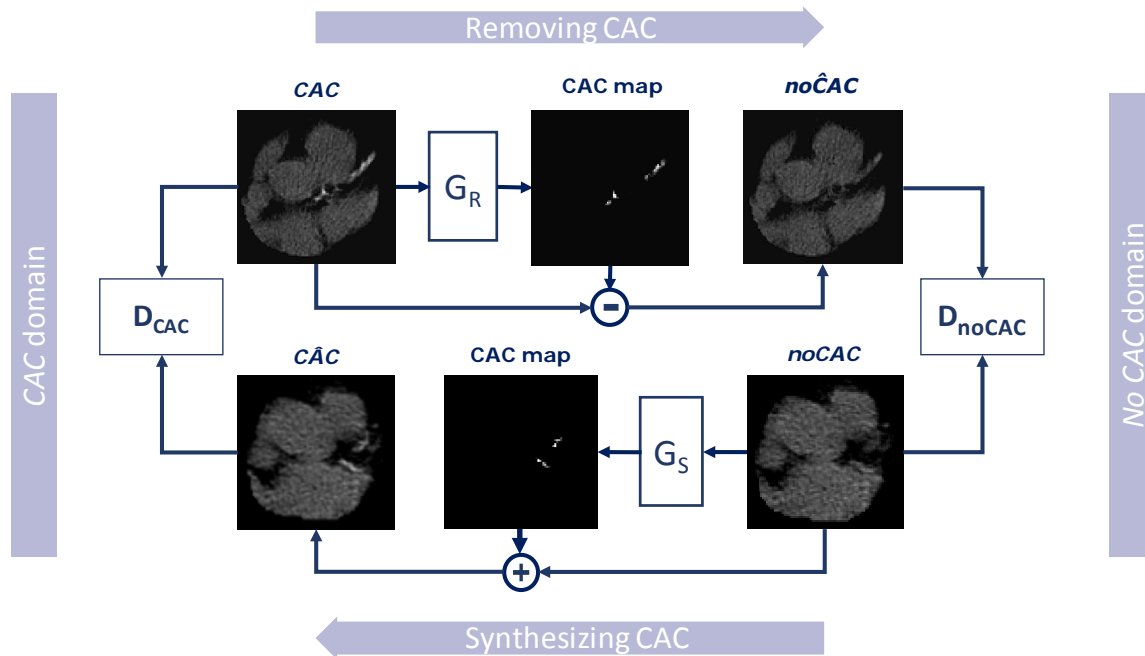 Removing CAC
CAC
CAC map
noĈAC
G_R
CAC domain
No CAC domain
−
D_CAC
D_noCAC
CÂC
CAC map
noCAC
G_S
+
Synthesizing CAC